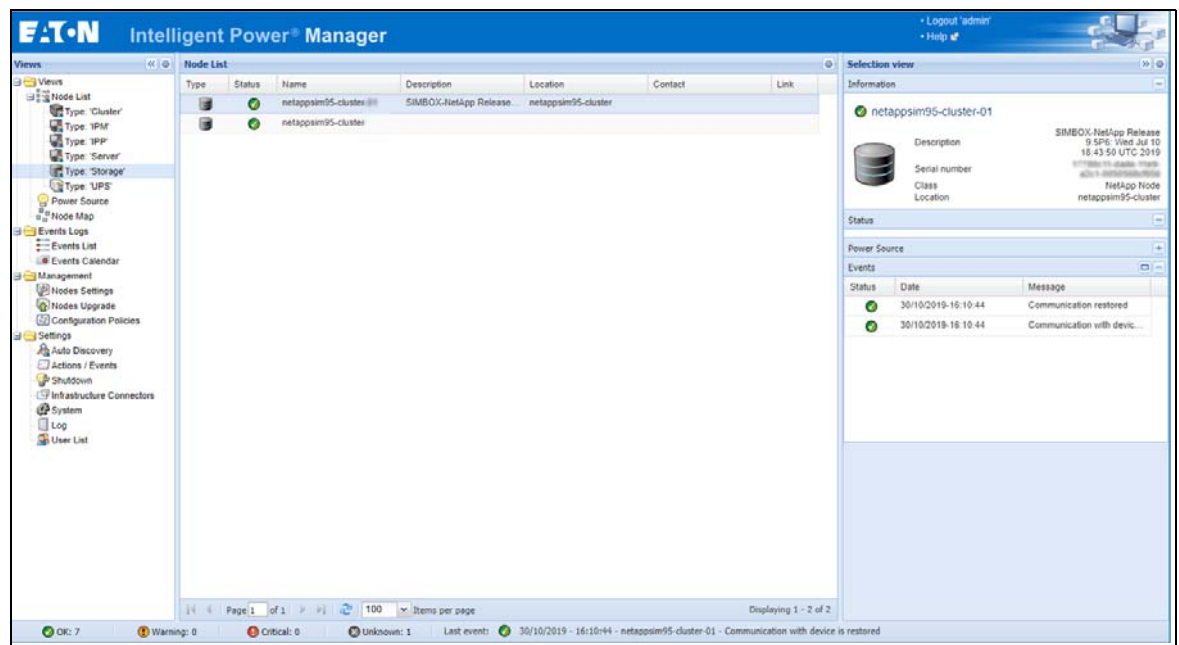 EATON Intelligent Power® Manager
Logout 'admin'
Help
Views
Views
Node List
Type: 'Cluster'
Type: 'IPM'
Type: 'IPP'
Type: 'Server'
Type: 'Storage'
Type: 'UPS'
Power Source
Node Map
Events Logs
Events List
Events Calendar
Management
Nodes Settings
Nodes Upgrade
Configuration Policies
Settings
Auto Discovery
Actions / Events
Shutdown
Infrastructure Connectors
System
Log
User List
Node List
Type Status Name Description Location Contact Link
netappsim95-cluster SIMBOX-NetApp Release... netappsim95-cluster
netappsim95-cluster
Page 1 of 1 100 Items per page Displaying 1 - 2 of 2
Selection view
Information
netappsim95-cluster-01
Description SIMBOX-NetApp Release
9.5P6: Wed Jul 10
18:43:50 UTC 2019
Serial number
Class NetApp Node
Location netappsim95-cluster
Status
Power Source
Events
Status Date Message
30/10/2019-16:10:44 Communication restored
30/10/2019-16:10:44 Communication with devic...
OK: 7 Warning: 0 Critical: 0 Unknown: 1 Last event: 30/10/2019 - 16:10:44 - netappsim95-cluster-01 - Communication with device is restored